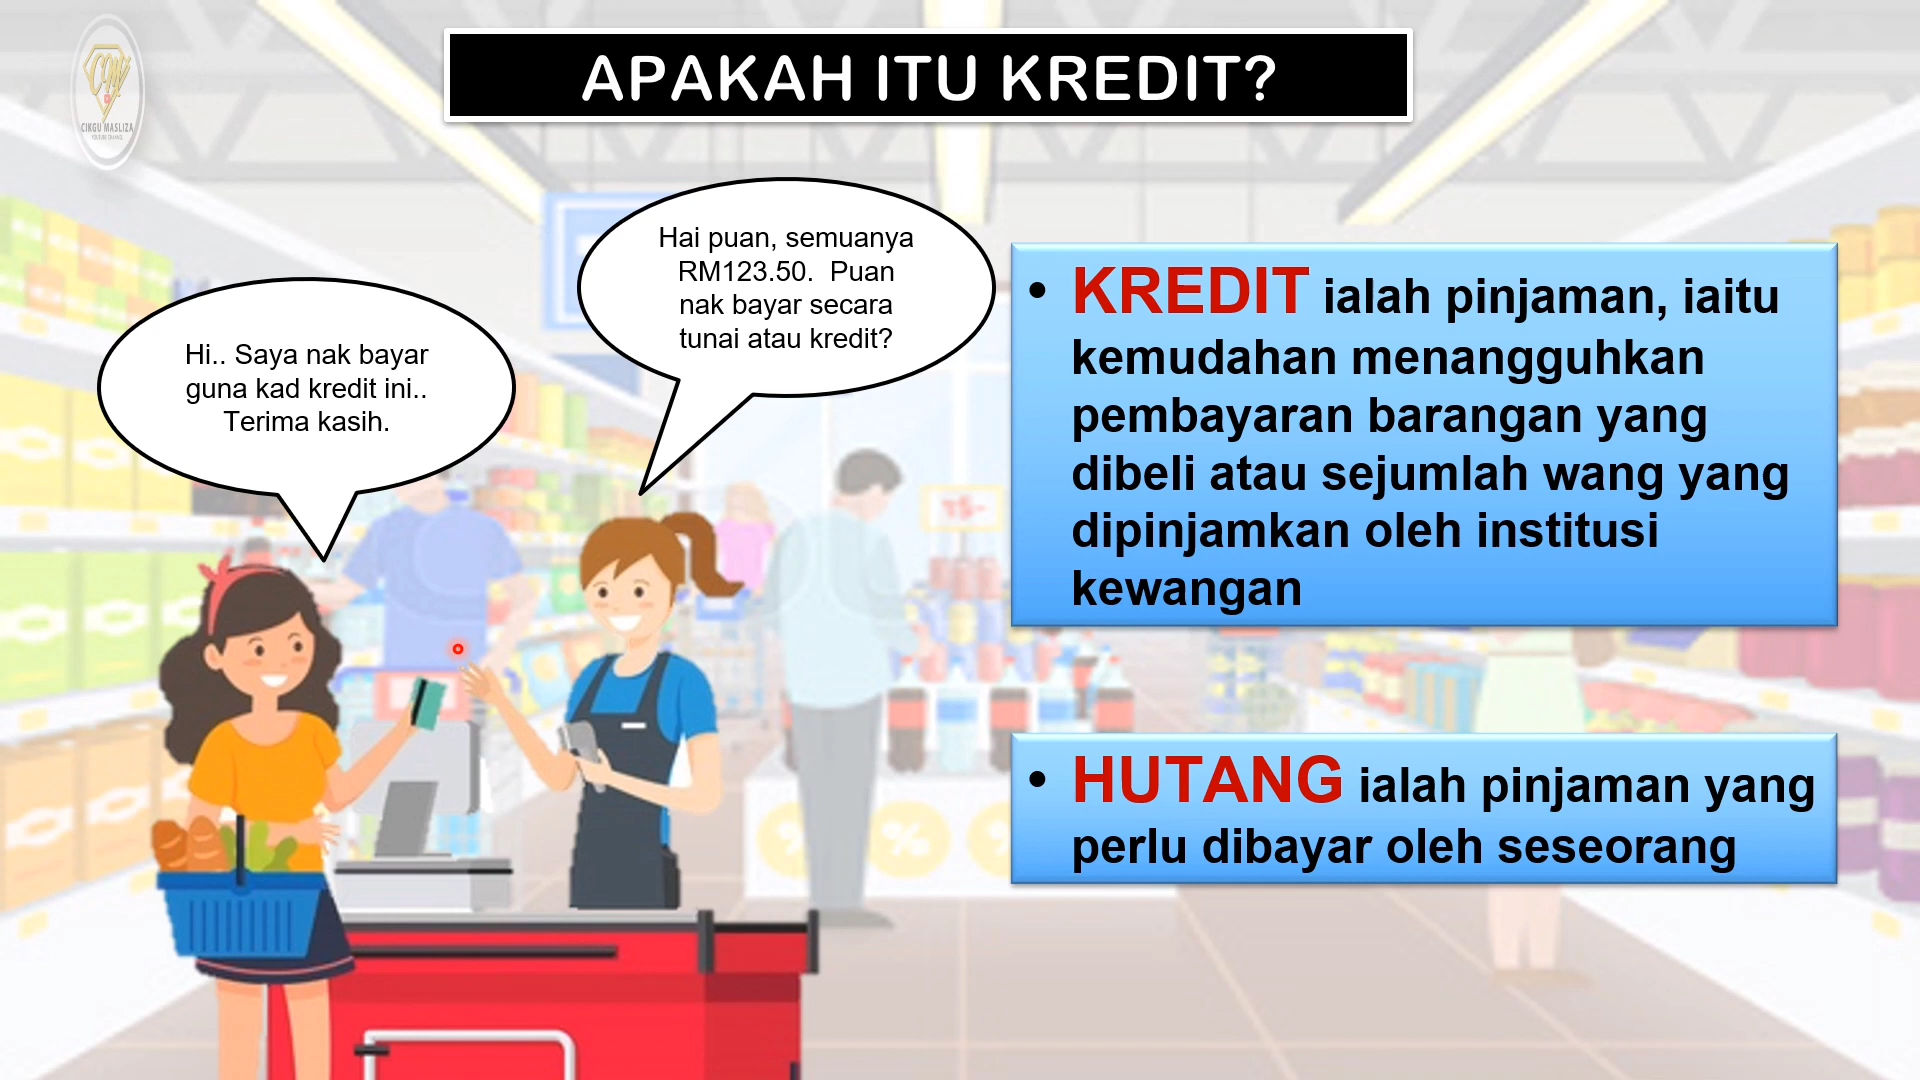 APAKAH ITU KREDIT?
CIKGU MASLIZA
YOUTUBE CHANNEL
Hai puan, semuanya
RM123.50. Puan
nak bayar secara
tunai atau kredit?
Hi.. Saya nak bayar
guna kad kredit ini..
Terima kasih.
• KREDIT ialah pinjaman, iaitu
kemudahan menangguhkan
pembayaran barangan yang
dibeli atau sejumlah wang yang
dipinjamkan oleh institusi
kewangan
• HUTANG ialah pinjaman yang
perlu dibayar oleh seseorang